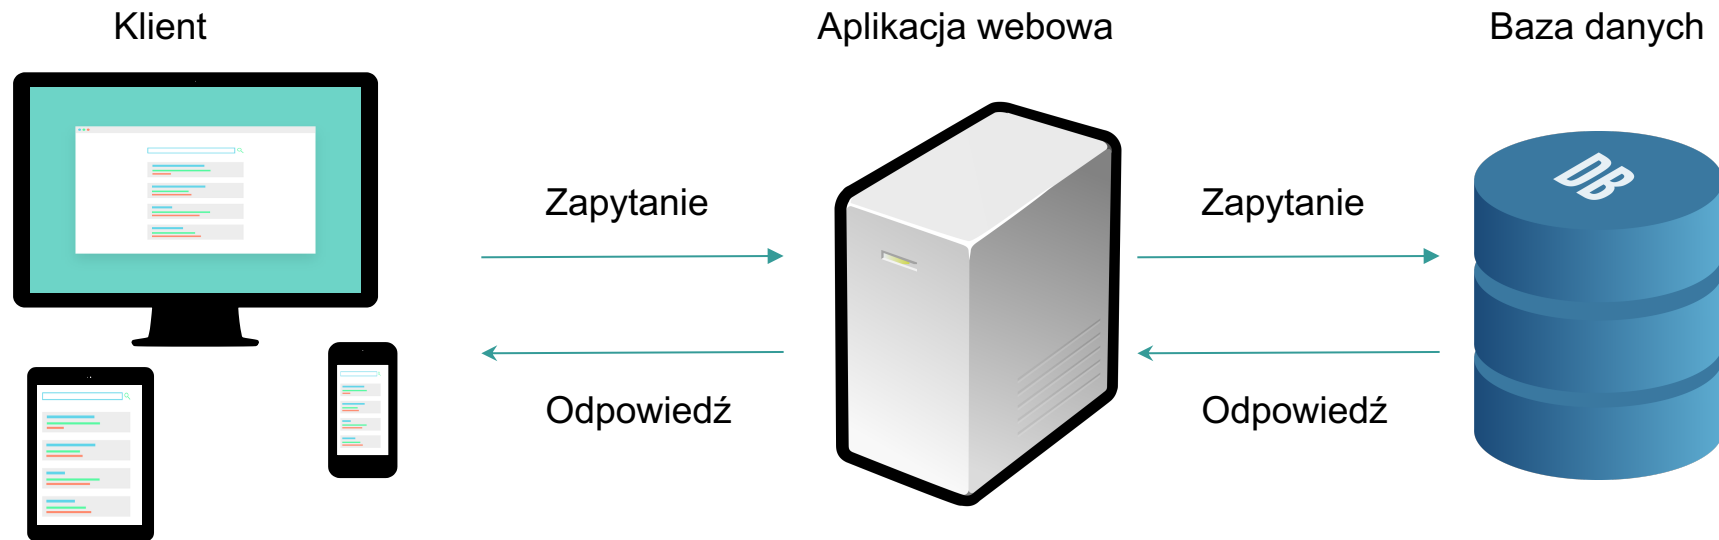 Klient
Aplikacja webowa
Baza danych
Zapytanie
Zapytanie
DB
Odpowiedź
Odpowiedź